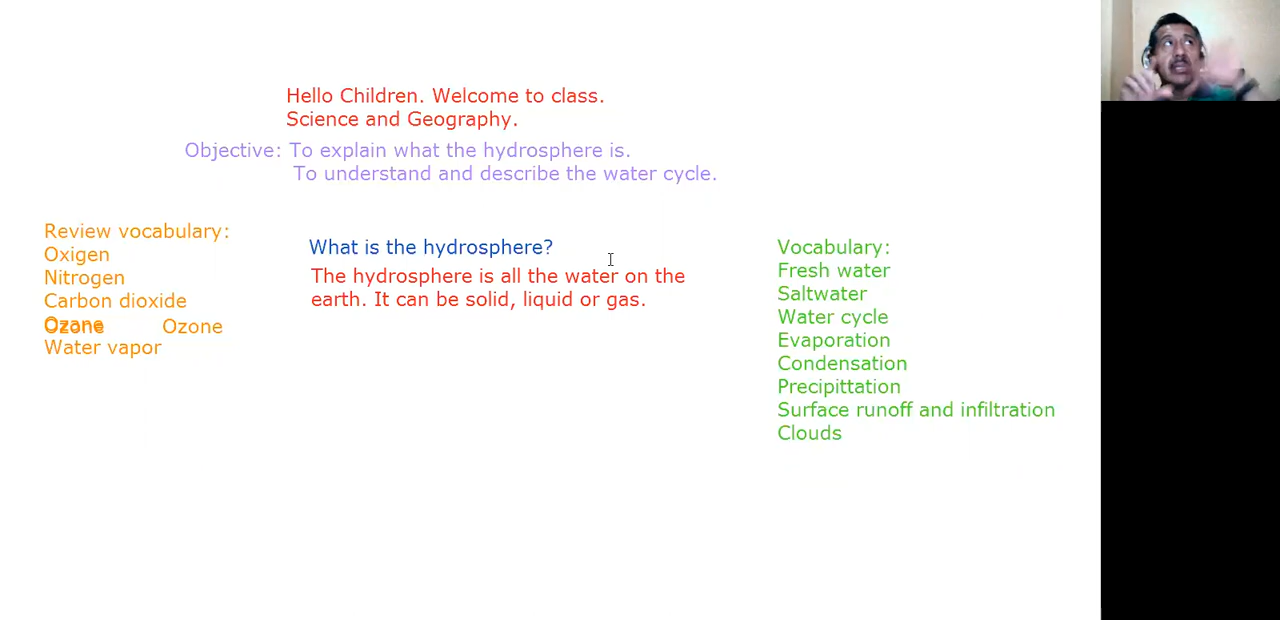 Hello Children. Welcome to class.
Science and Geography.
Objective: To explain what the hydrosphere is.
To understand and describe the water cycle.
Review vocabulary:
Oxigen
Nitrogen
Carbon dioxide
Ozone Ozone
Water vapor
What is the hydrosphere?
The hydrosphere is all the water on the
earth. It can be solid, liquid or gas.
Vocabulary:
Fresh water
Saltwater
Water cycle
Evaporation
Condensation
Precipittation
Surface runoff and infiltration
Clouds